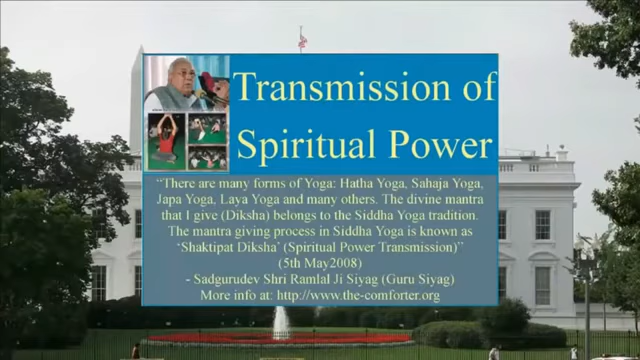 Transmission of
Spiritual Power
“There are many forms of Yoga: Hatha Yoga, Sahaja Yoga,
Japa Yoga, Laya Yoga and many others. The divine mantra
that I give (Diksha) belongs to the Siddha Yoga tradition.
The mantra giving process in Siddha Yoga is known as
‘Shaktipat Diksha’ (Spiritual Power Transmission)”
(5th May2008)
- Sadgurudev Shri Ramlal Ji Siyag (Guru Siyag)
More info at: http://www.the-comforter.org